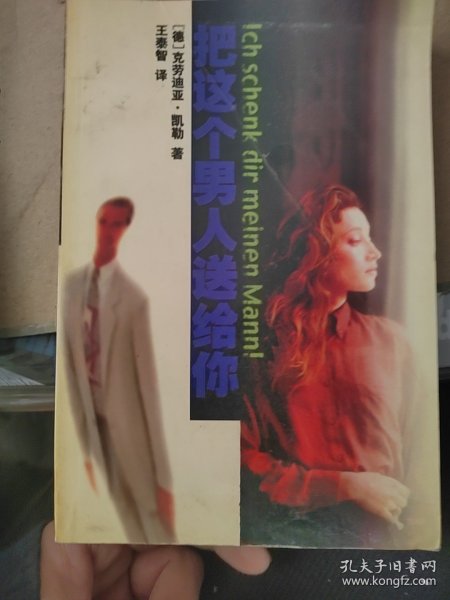 [德]克劳迪亚·凯勒 著
王泰智 译
把这个男人送给你
Ich schenk dir meinen Mann!
孔夫子旧书网
www.kongfz.com